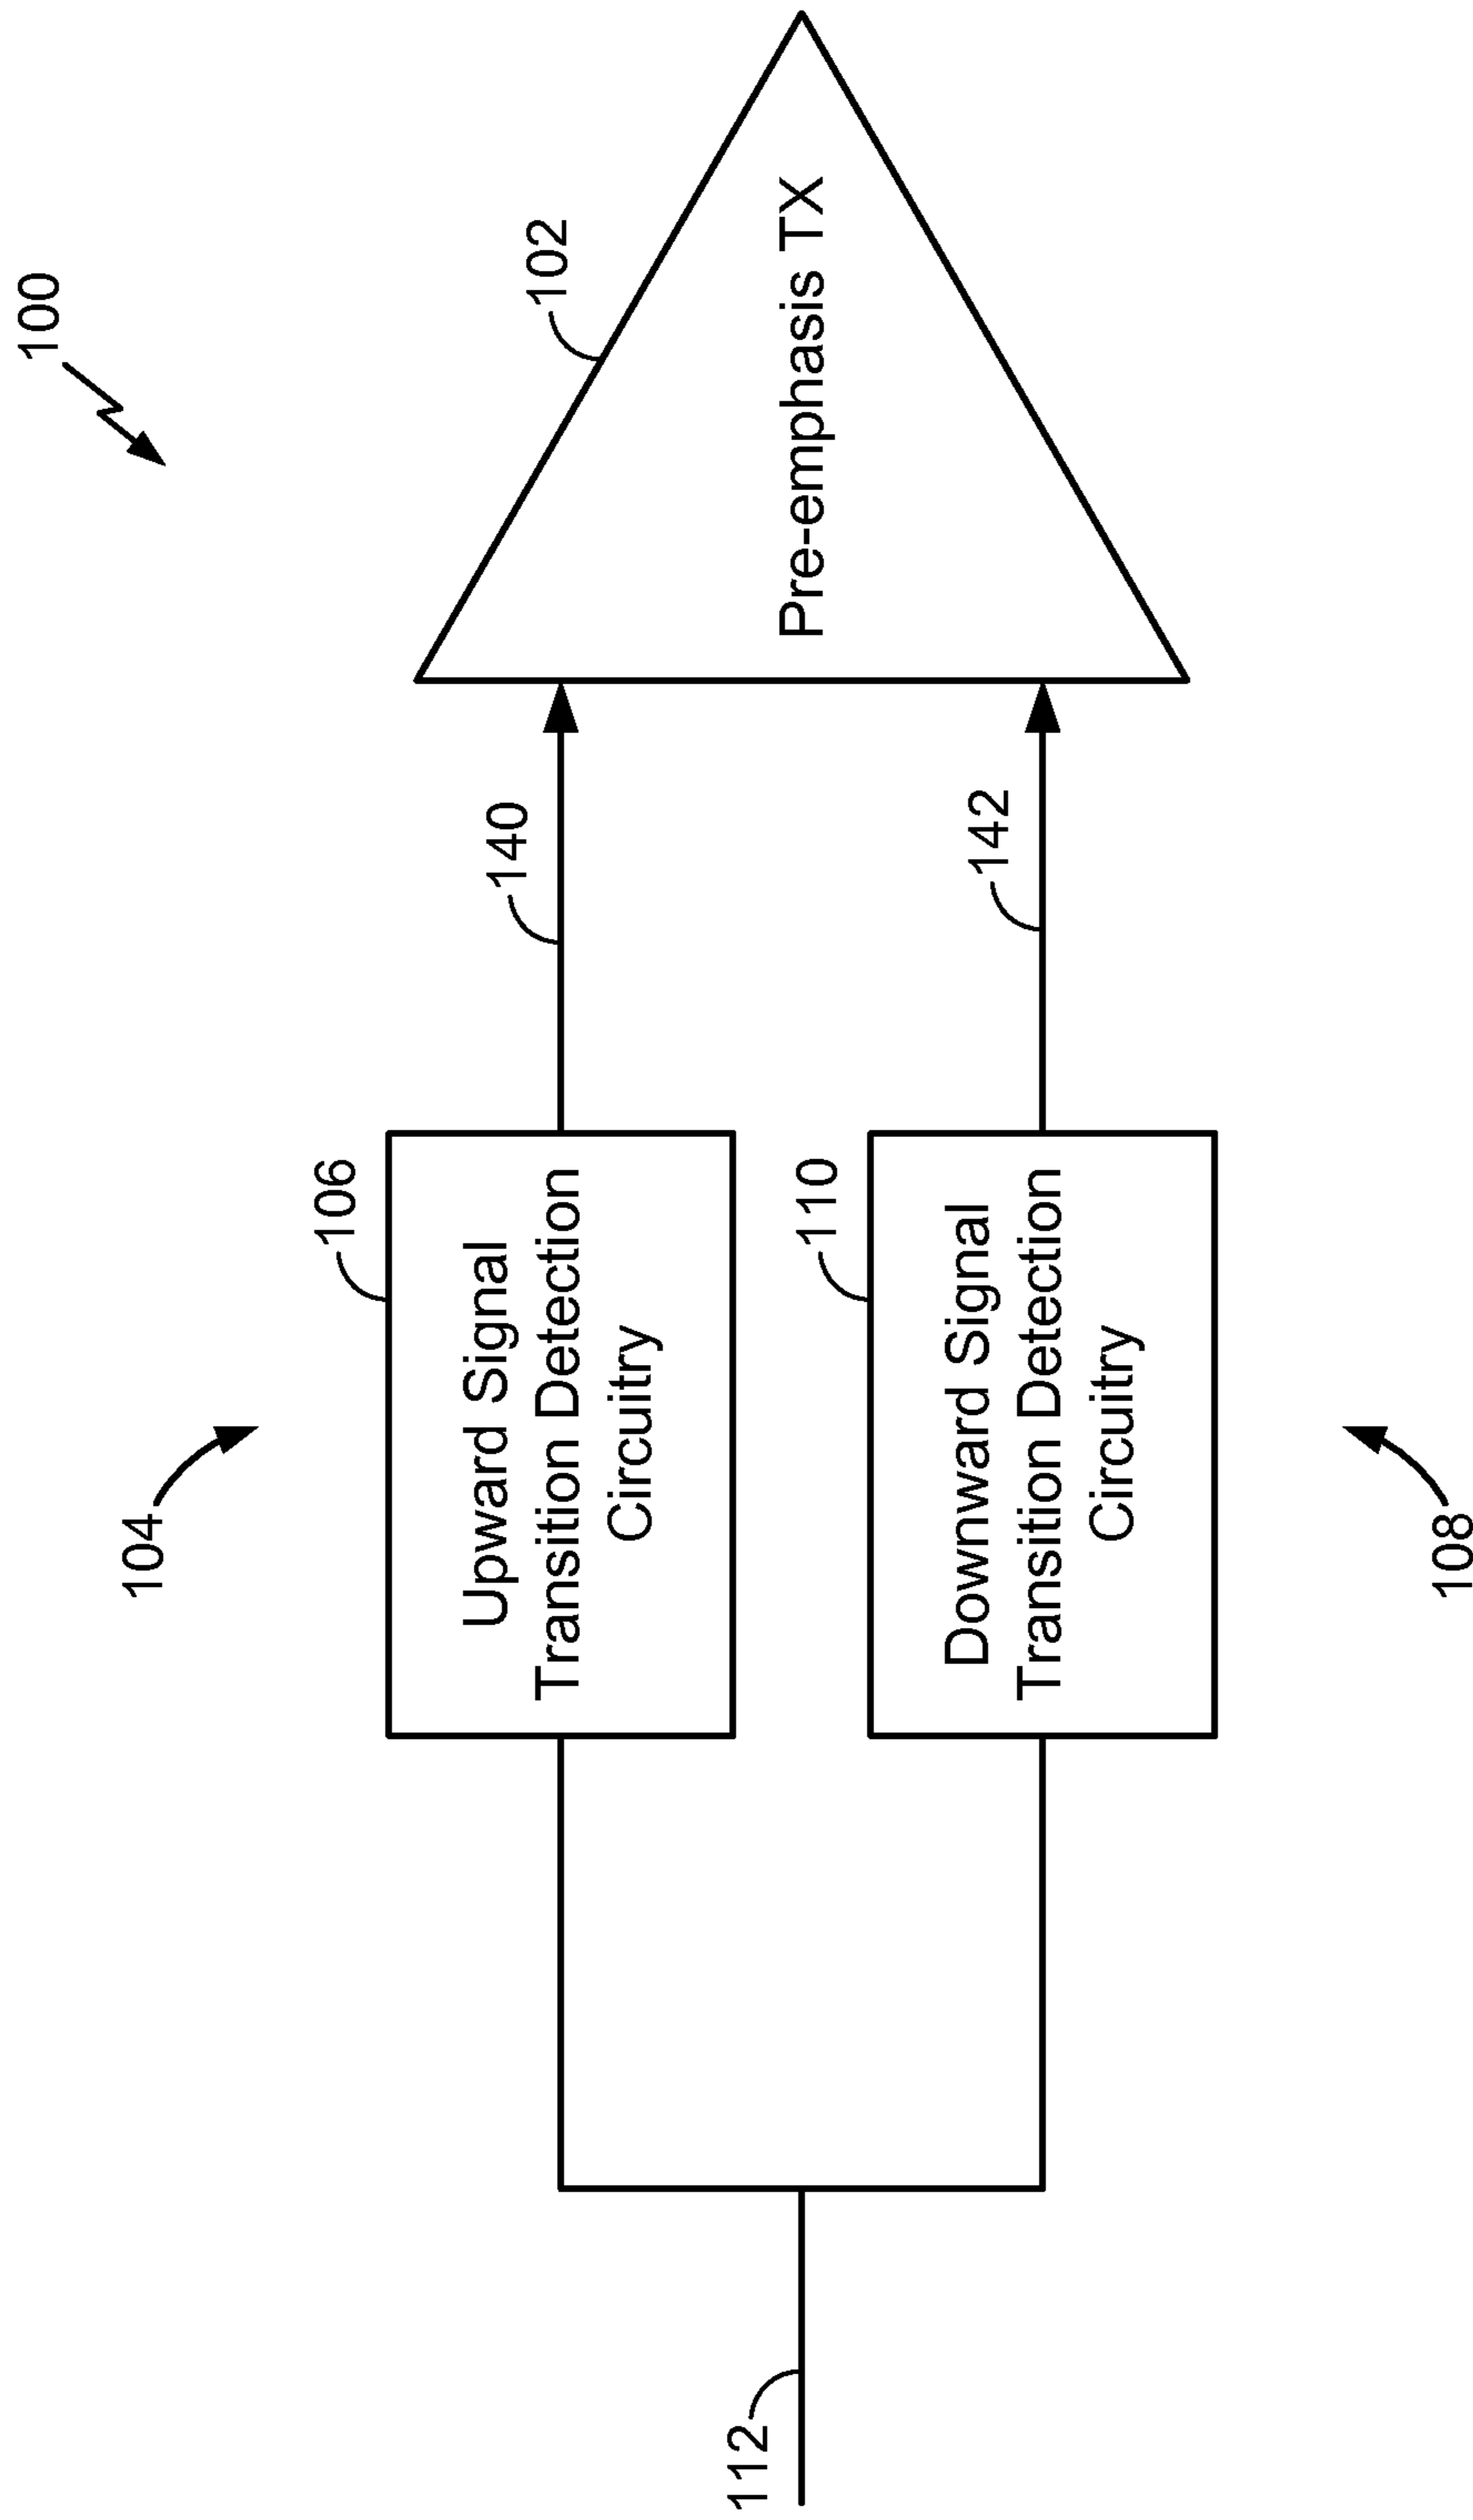 100
104
106
Upward Signal
Transition Detection
Circuitry
140
102
Pre-emphasis TX
112
110
Downward Signal
Transition Detection
Circuitry
142
108